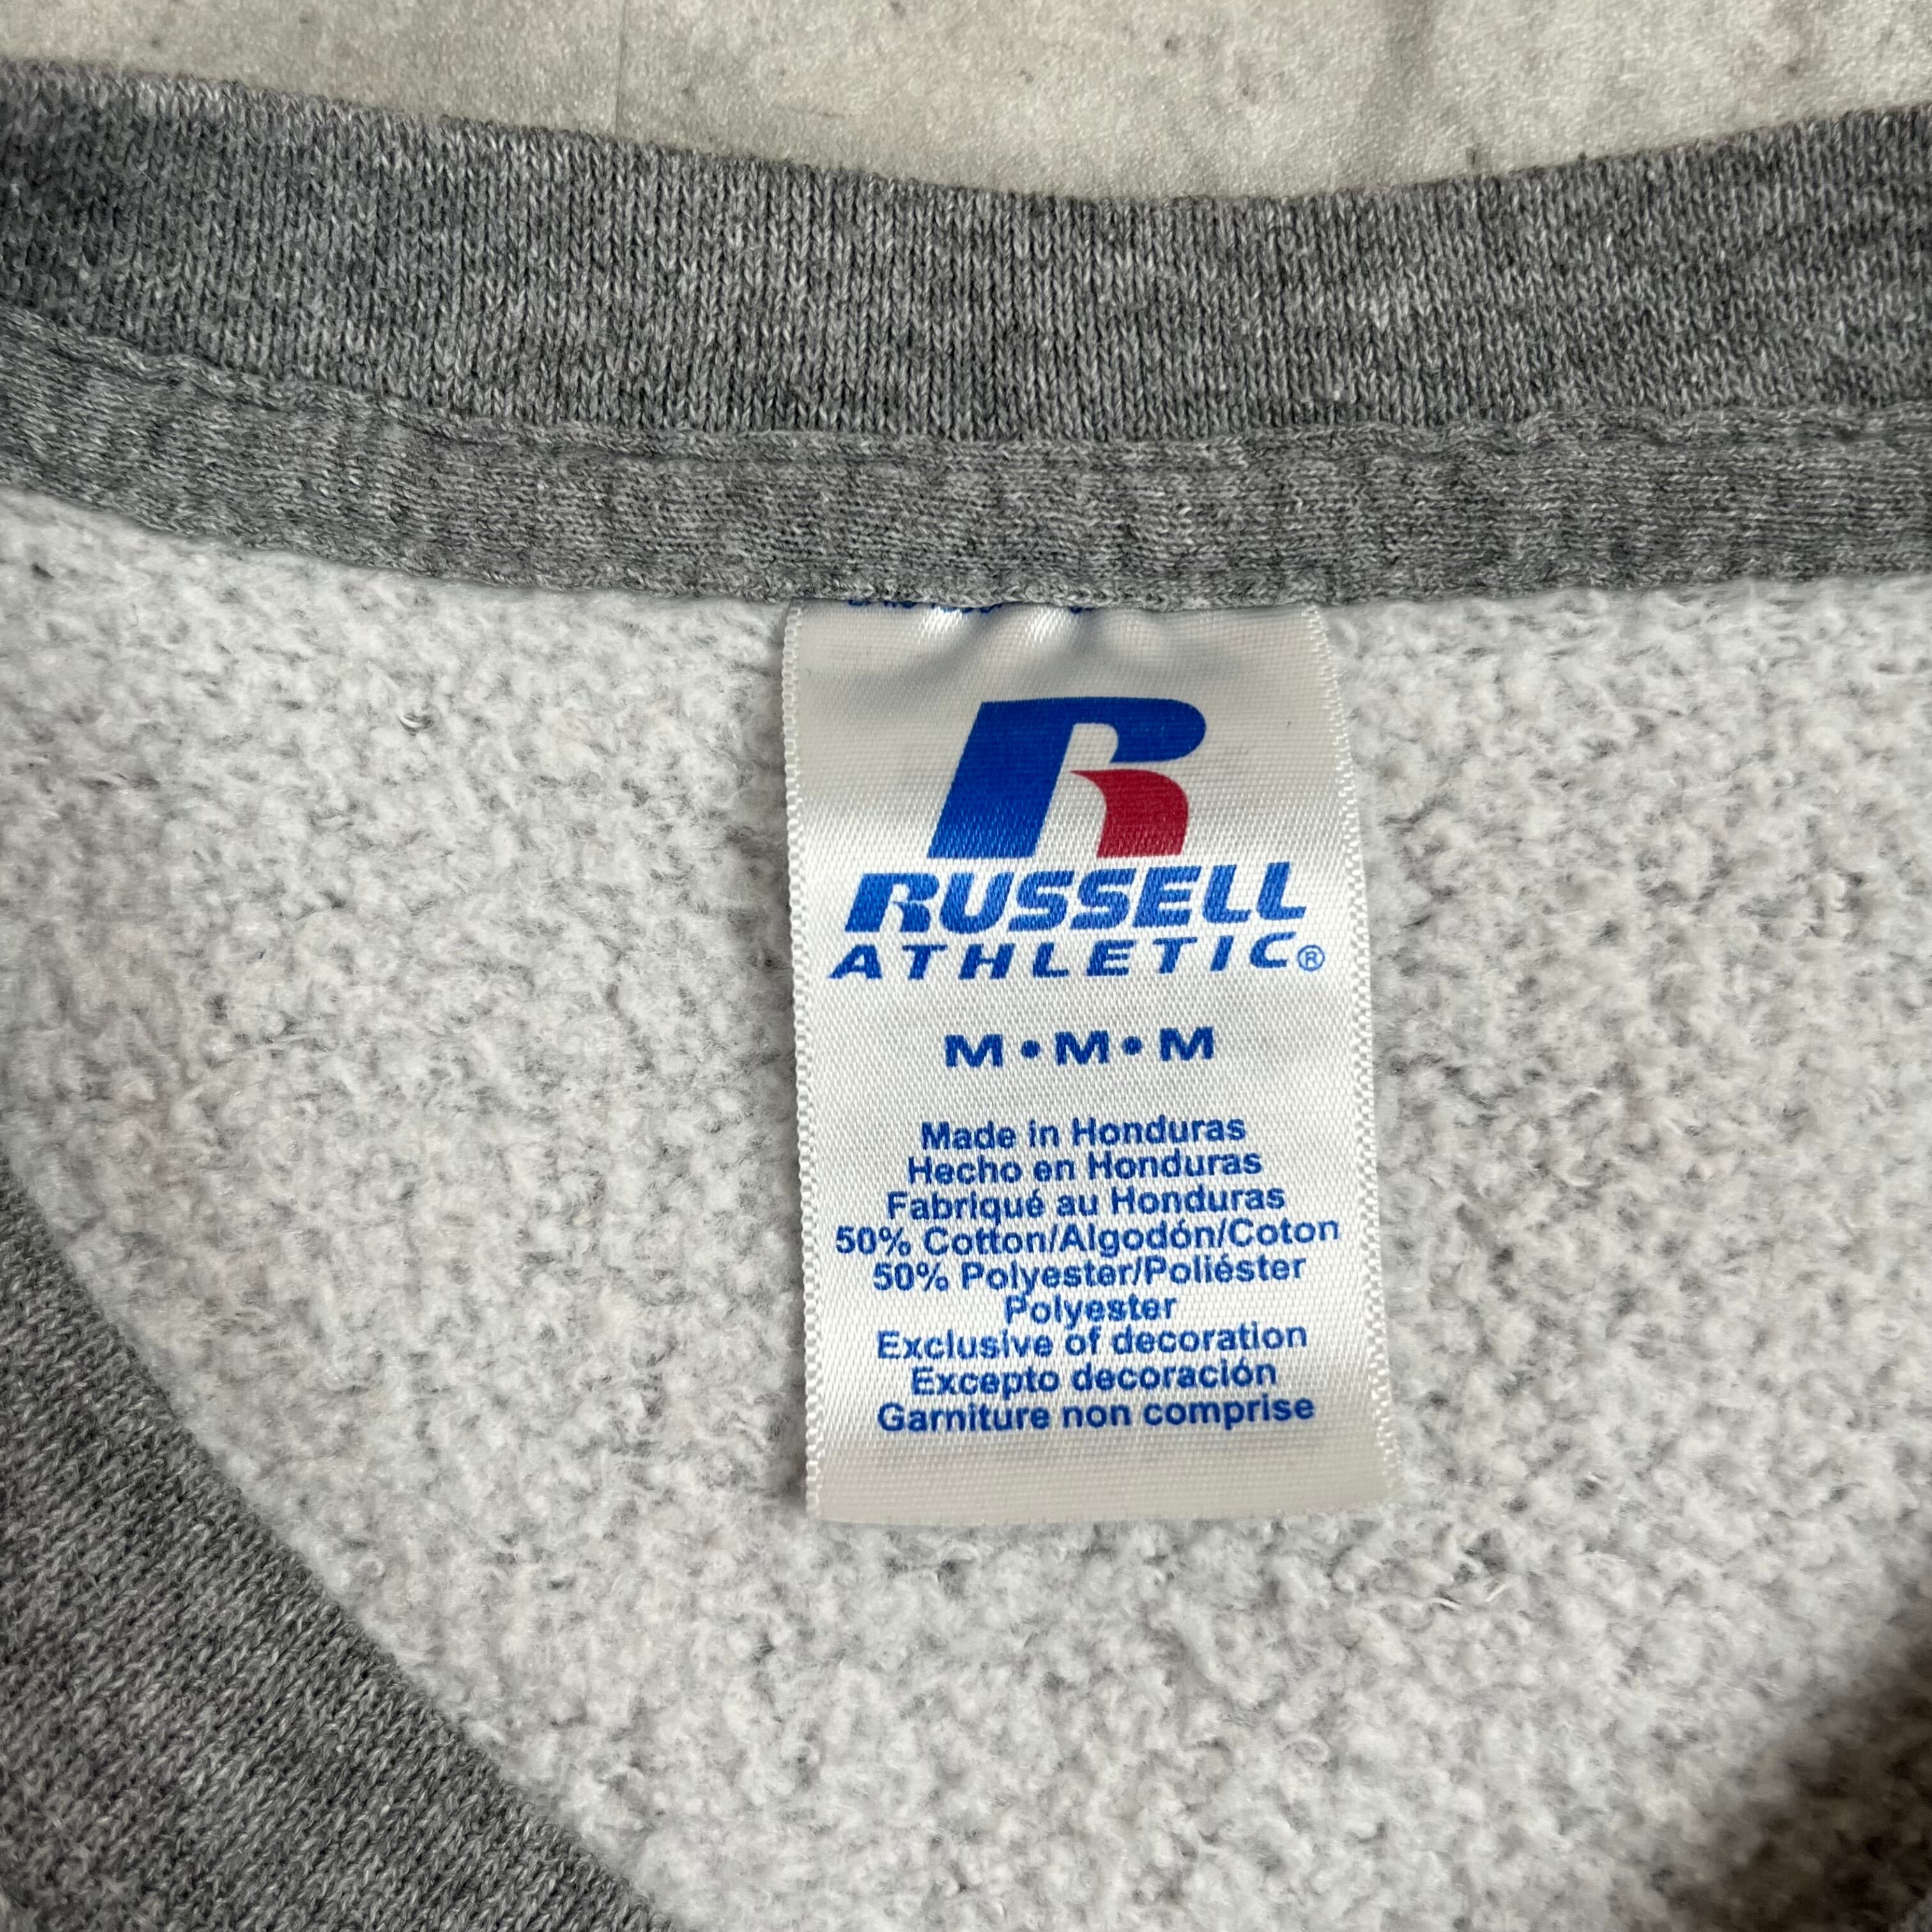 RUSSELL
ATHLETIC®
M•M•M
Made in Honduras
Hecho en Honduras
Fabriqué au Honduras
50% Cotton/Algodón/Coton
50% Polyester/Poliéster
Polyester
Exclusive of decoration
Excepto decoración
Garniture non comprise